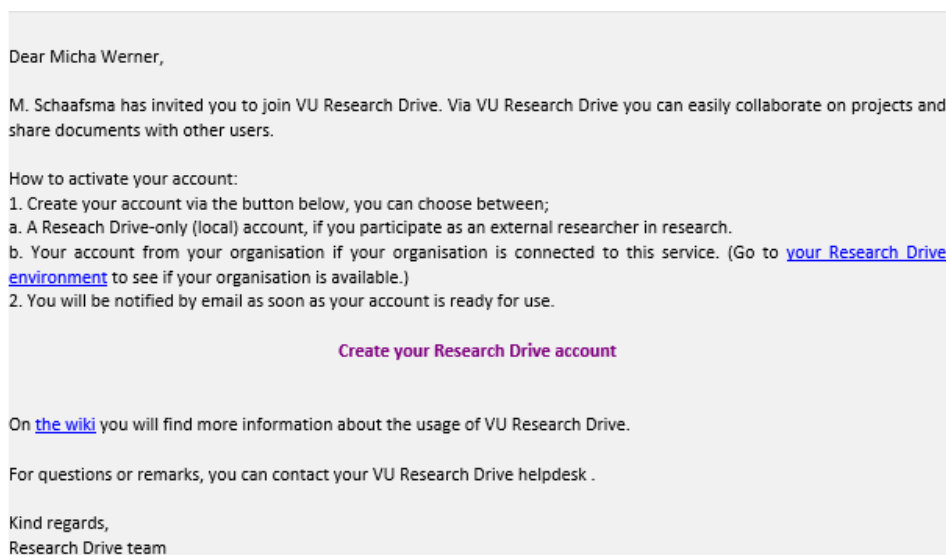 Dear Micha Werner,
M. Schaafsma has invited you to join VU Research Drive. Via VU Research Drive you can easily collaborate on projects and
share documents with other users.
How to activate your account:
1. Create your account via the button below, you can choose between;
a. A Reseach Drive-only (local) account, if you participate as an external researcher in research.
b. Your account from your organisation if your organisation is connected to this service. (Go to your Research Drive
environment to see if your organisation is available.)
2. You will be notified by email as soon as your account is ready for use.
Create your Research Drive account
On the wiki you will find more information about the usage of VU Research Drive.
For questions or remarks, you can contact your VU Research Drive helpdesk .
Kind regards,
Research Drive team